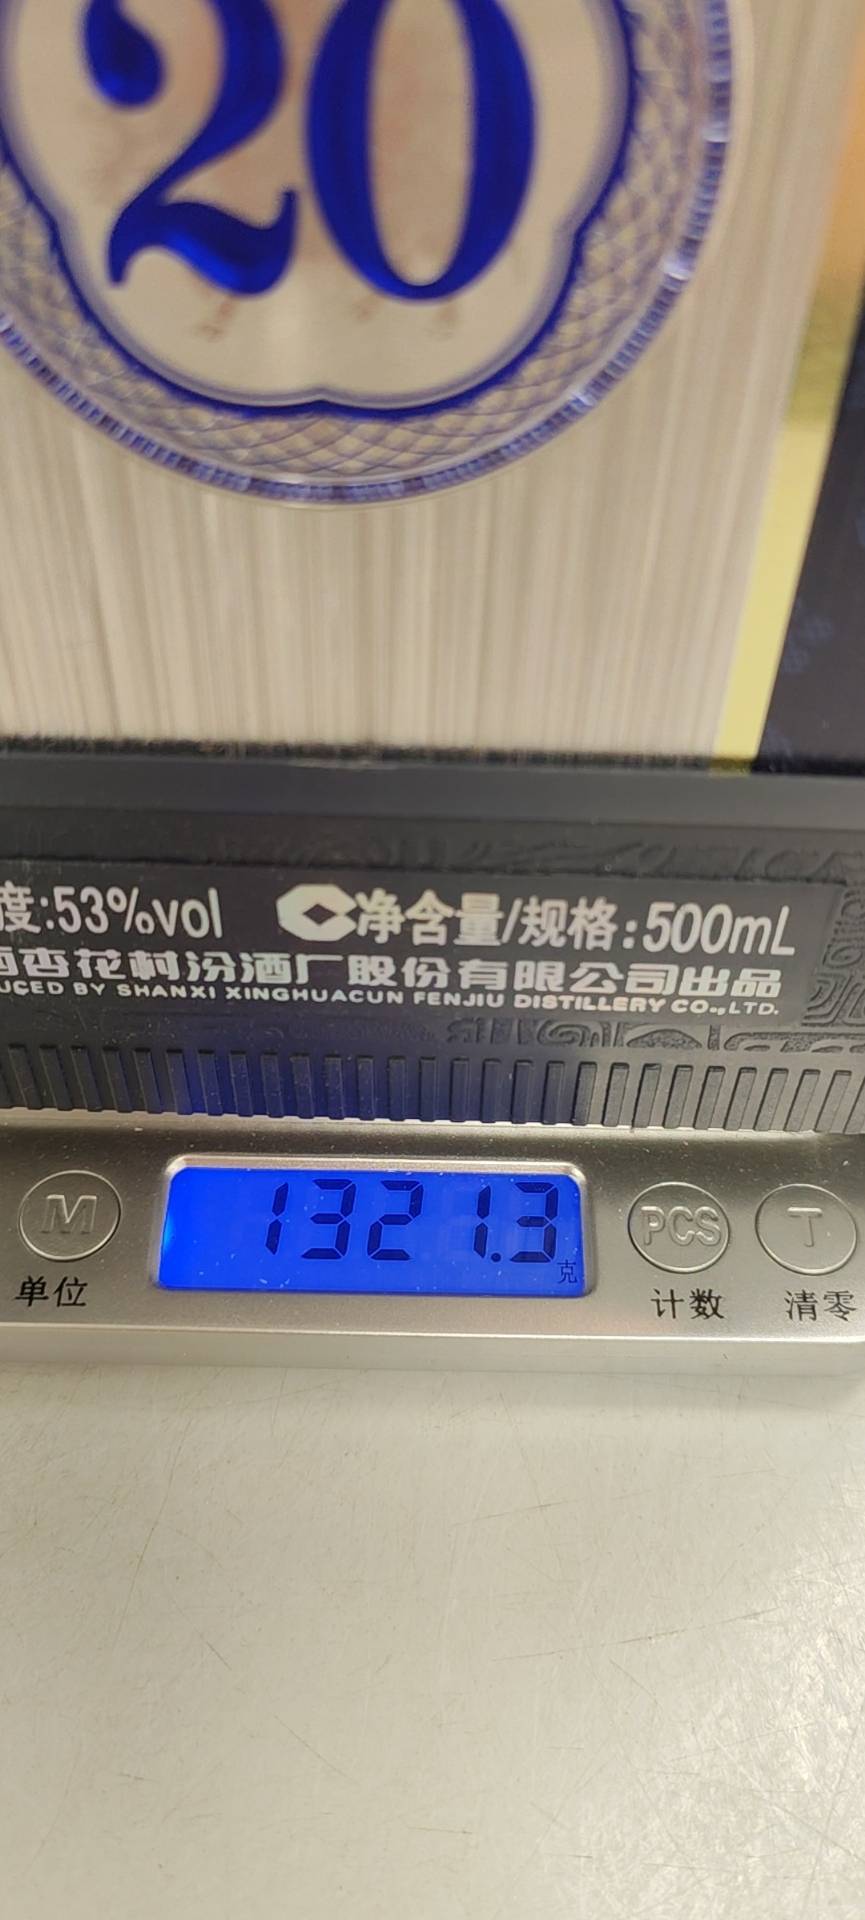 20
度:53%vol 净含量/规格:500mL
西杏花村汾酒厂股份有限公司出品
UCED BY SHANXI XINGHUACUN FENJIU DISTILLERY CO.,LTD.
M 1321.3 克 PCS T
单位 计数 清零